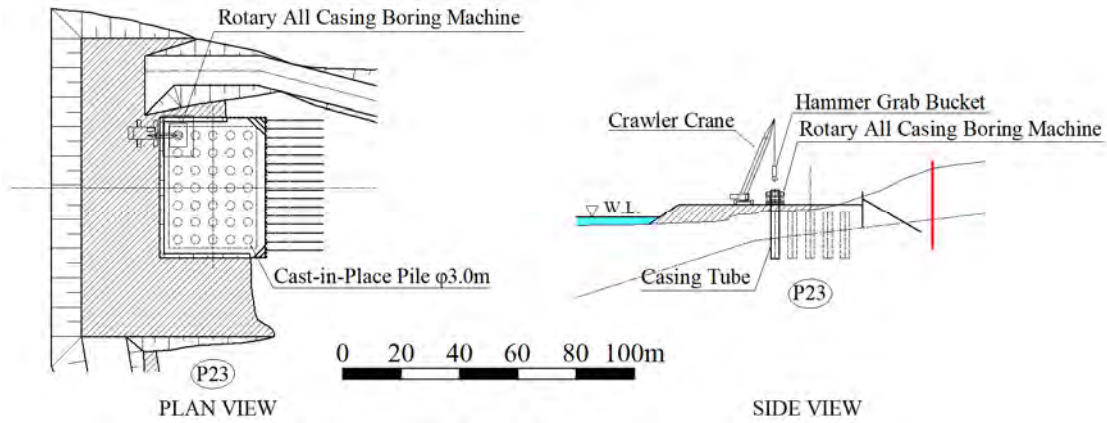 Rotary All Casing Boring Machine
Cast-in-Place Pile φ3.0m
P23
PLAN VIEW
0 20 40 60 80 100m
Crawler Crane
Hammer Grab Bucket
Rotary All Casing Boring Machine
W.L.
Casing Tube
P23
SIDE VIEW